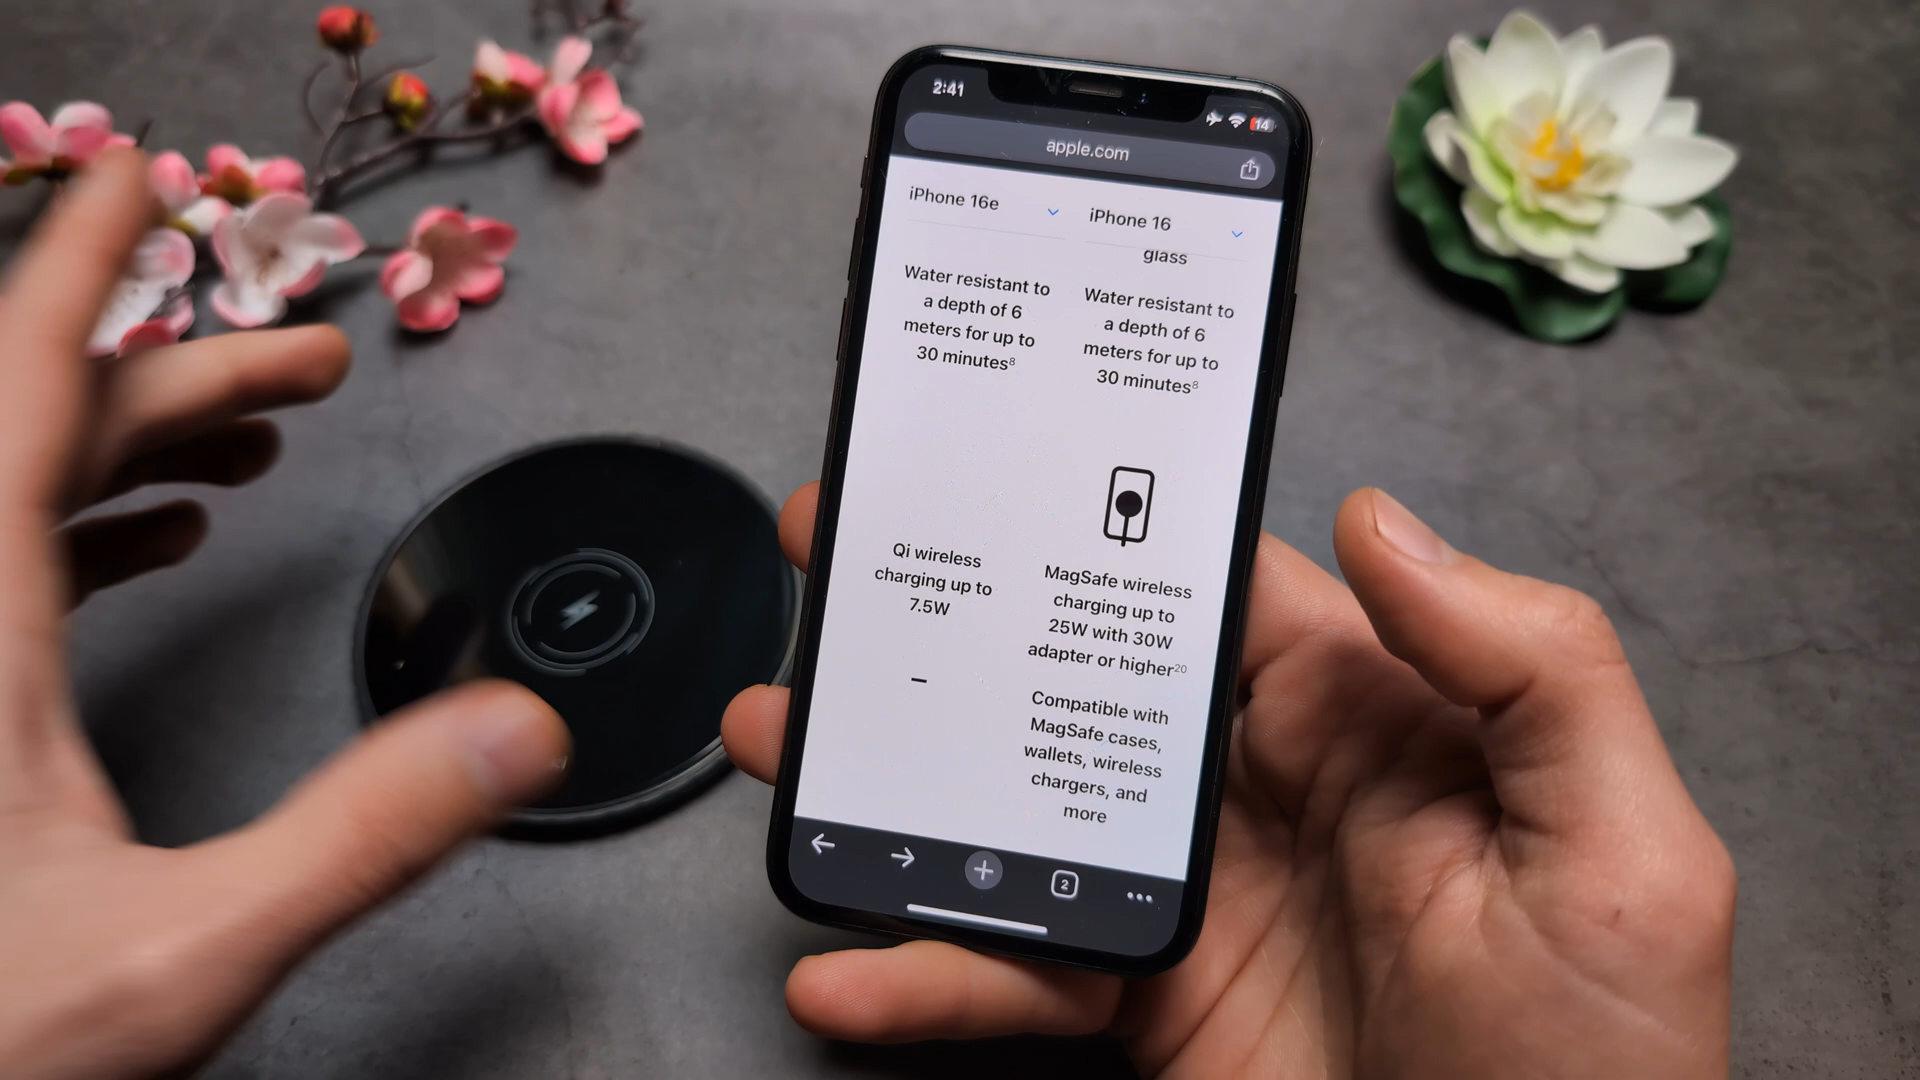 2:41
14
apple.com
iPhone 16e
iPhone 16
glass
Water resistant to
a depth of 6
meters for up to
30 minutes⁸
Water resistant to
a depth of 6
meters for up to
30 minutes⁸
Qi wireless
charging up to
7.5W
–
MagSafe wireless
charging up to
25W with 30W
adapter or higher²⁰
Compatible with
MagSafe cases,
wallets, wireless
chargers, and
more
2